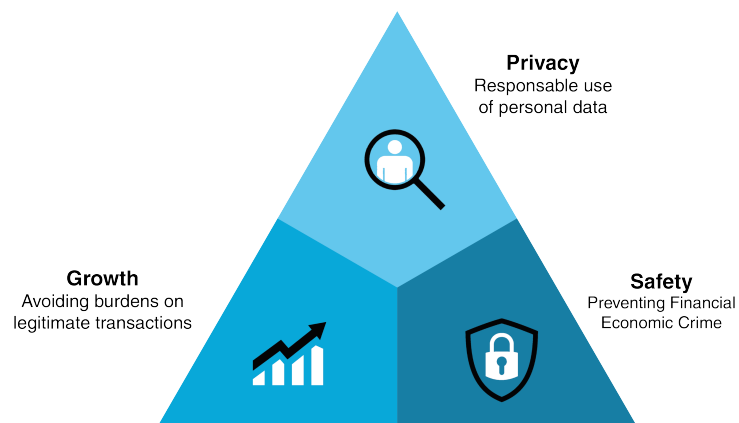 Privacy
Responsable use
of personal data
Growth
Avoiding burdens on
legitimate transactions
Safety
Preventing Financial
Economic Crime